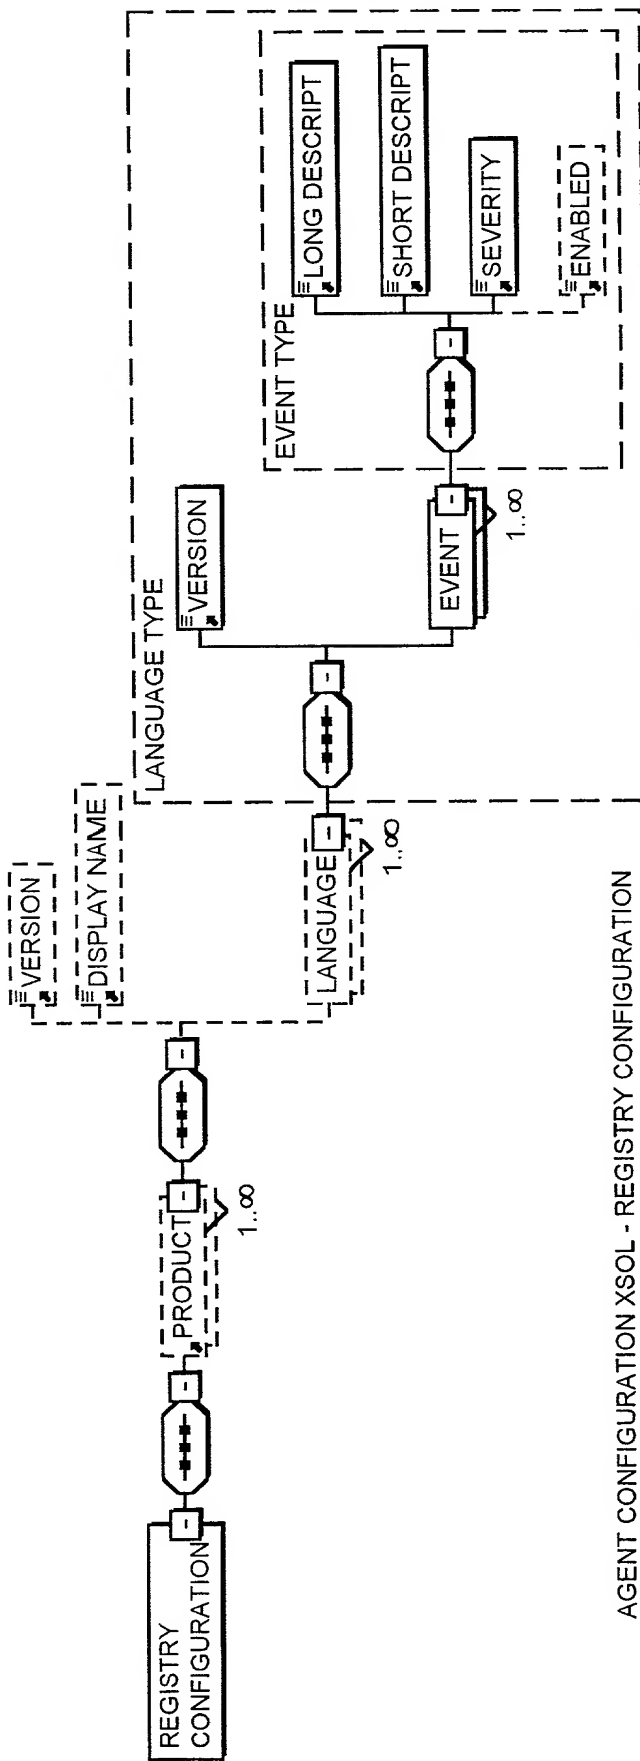 REGISTRY
CONFIGURATION
PRODUCT
1..∞
VERSION
DISPLAY NAME
LANGUAGE
1..∞
LANGUAGE TYPE
VERSION
EVENT
1..∞
EVENT TYPE
LONG DESCRIPT
SHORT DESCRIPT
SEVERITY
ENABLED
AGENT CONFIGURATION XSOL - REGISTRY CONFIGURATION